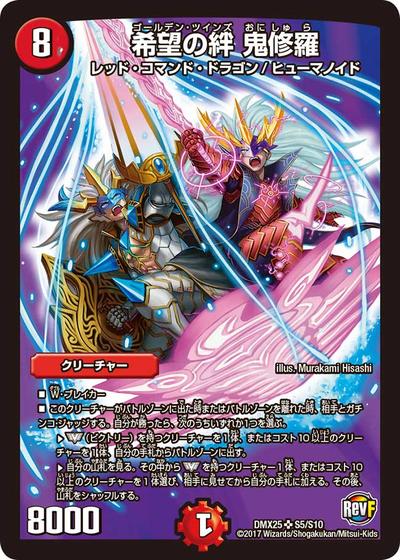 8
ゴールデン・ツインズ おにしゅら
希望の絆 鬼修羅
レッド・コマンド・ドラゴン / ヒューマノイド
illus. Murakami Hisashi
クリーチャー
■W・ブレイカー
■このクリーチャーがバトルゾーンに出た時またはバトルゾーンを離れた時、相手とガチ
ンコ・ジャッジする。自分が勝ったら、次のうちいずれか1つを選ぶ。
▶V(ビクトリー)を持つクリーチャーを1体、またはコスト10以上のクリー
チャーを1体、自分の手札からバトルゾーンに出す。
▶自分の山札を見る。その中からV を持つクリーチャーを1体、またはコスト
10以上のクリーチャーを1体選び、相手に見せてから自分の手札に加える。その後、
山札をシャッフルする。
8000
1
RevF
DMX25 S5/S10
©2017 Wizards/Shogakukan/Mitsui-Kids